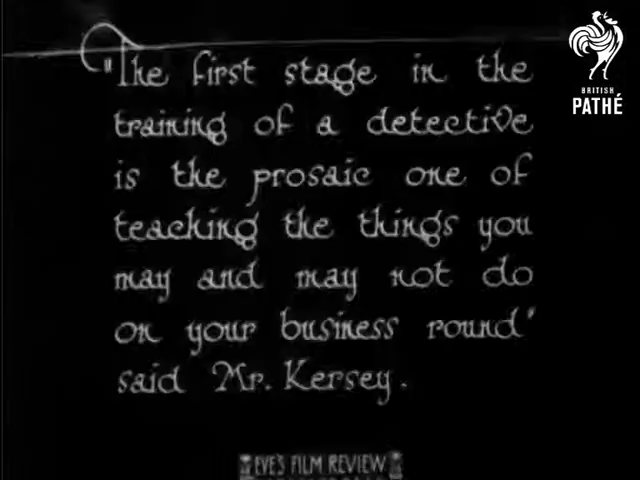 "The first stage in the
training of a detective
is the prosaic one of
teaching the things you
may and may not do
on your business round"
said Mr. Kersey.
EVE'S FILM REVIEW
BRITISH
PATHÉ